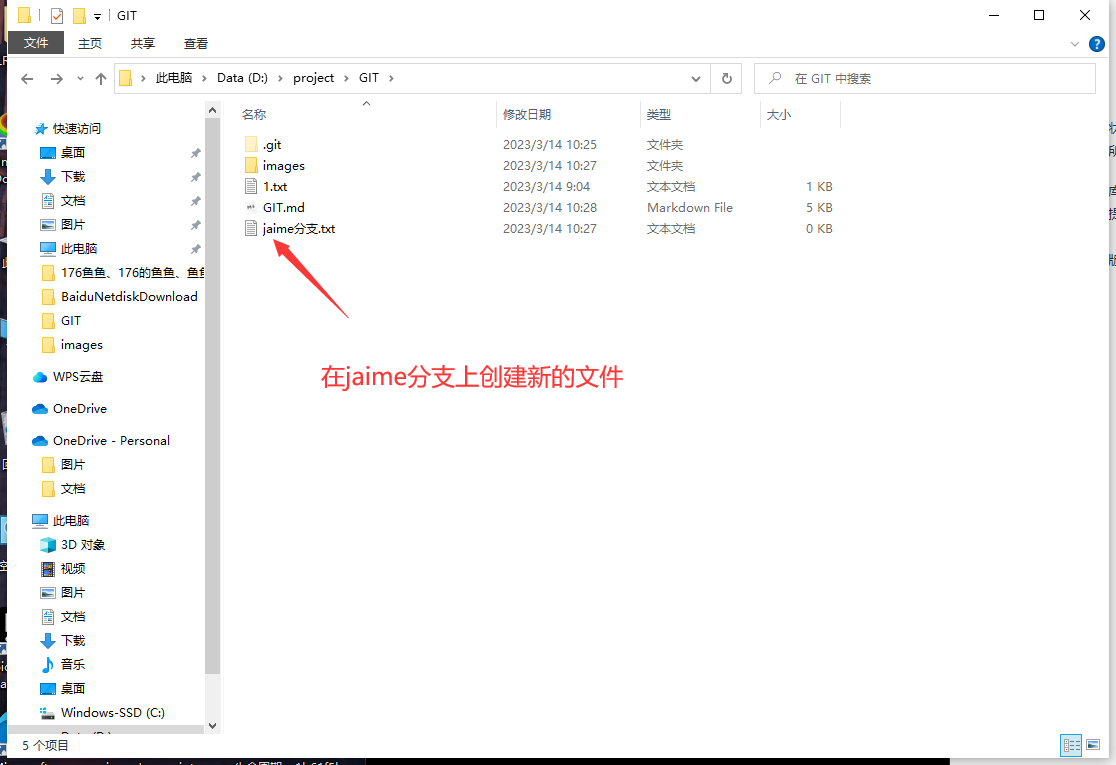 GIT
文件 主页 共享 查看
此电脑 Data (D:) project GIT
在 GIT 中搜索
名称 修改日期 类型 大小
.git 2023/3/14 10:25 文件夹
images 2023/3/14 10:27 文件夹
1.txt 2023/3/14 9:04 文本文档 1 KB
GIT.md 2023/3/14 10:28 Markdown File 5 KB
jaime分支.txt 2023/3/14 10:27 文本文档 0 KB
在jaime分支上创建新的文件
快速访问
桌面
下载
文档
图片
此电脑
176鱼鱼、176的鱼鱼、鱼鱼
BaiduNetdiskDownload
GIT
images
WPS云盘
OneDrive
OneDrive - Personal
图片
文档
此电脑
3D 对象
视频
图片
文档
下载
音乐
桌面
Windows-SSD (C:)
5 个项目